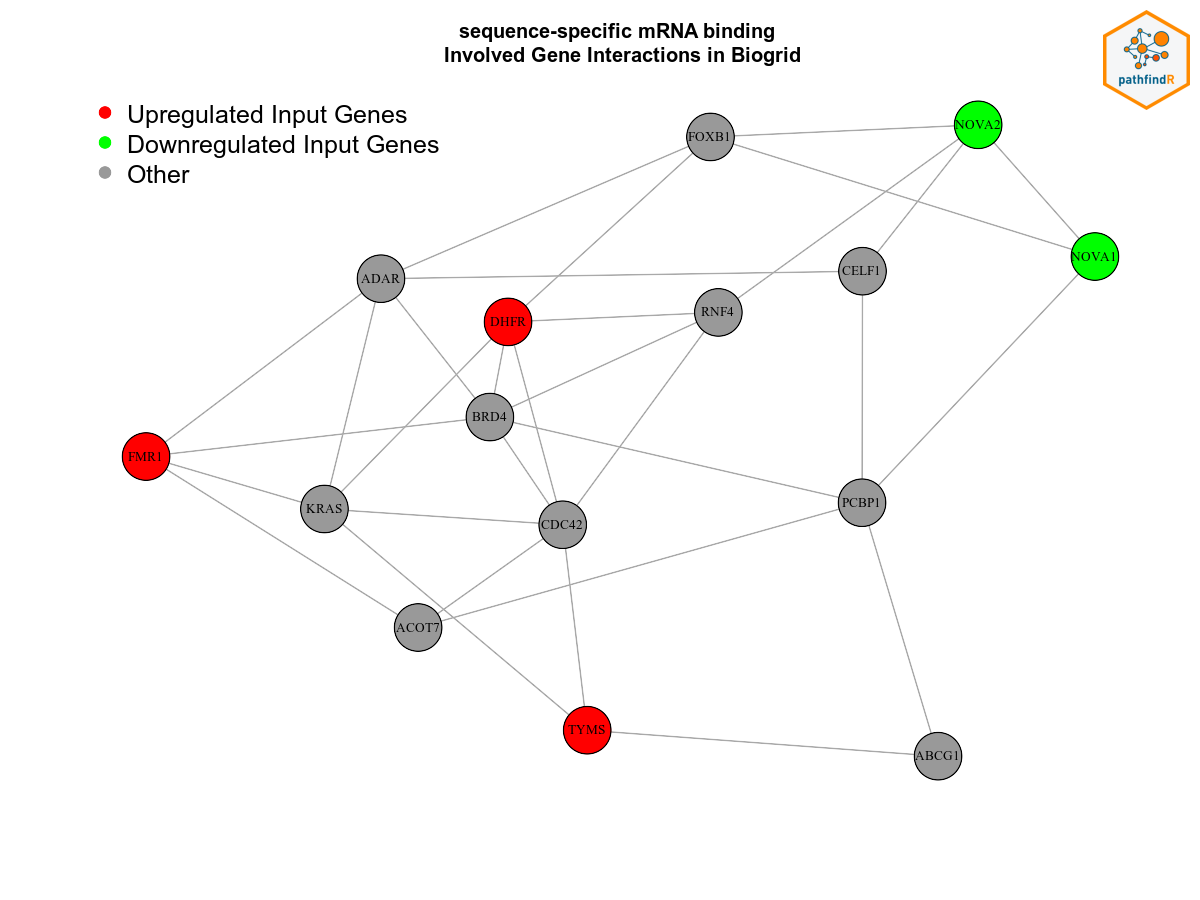 sequence-specific mRNA binding
Involved Gene Interactions in Biogrid
pathfindR
Upregulated Input Genes
Downregulated Input Genes
Other
FOXB1
NOVA2
NOVA1
ADAR
CELF1
DHFR
RNF4
BRD4
FMR1
KRAS
CDC42
PCBP1
ACOT7
TYMS
ABCG1